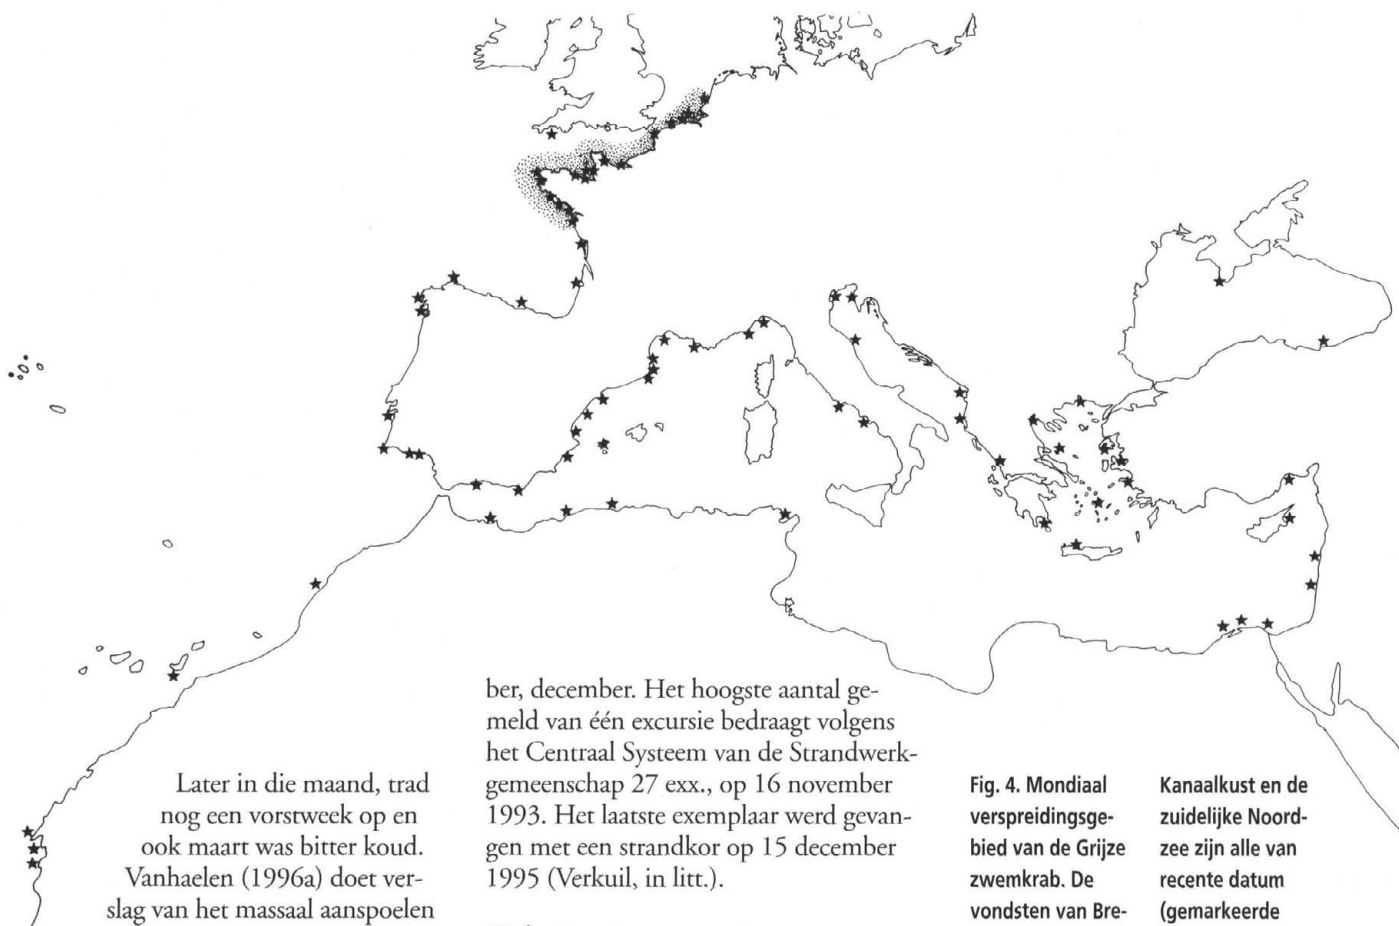 Later in die maand, trad
nog een vorstweek op en
ook maart was bitter koud.
Vanhaelen (1996a) doet ver-
slag van het massaal aanspoelen
ber, december. Het hoogste aantal ge-
meld van één excursie bedraagt volgens
het Centraal Systeem van de Strandwerk-
gemeenschap 27 exx., op 16 november
1993. Het laatste exemplaar werd gevan-
gen met een strandkor op 15 december
1995 (Verkuil, in litt.).
Fig. 4. Mondiaal
verspreidingsge-
bied van de Grijze
zwemkrab. De
vondsten van Bre-
Kanaalkust en de
zuidelijke Noord-
zee zijn alle van
recente datum
(gemarkeerde